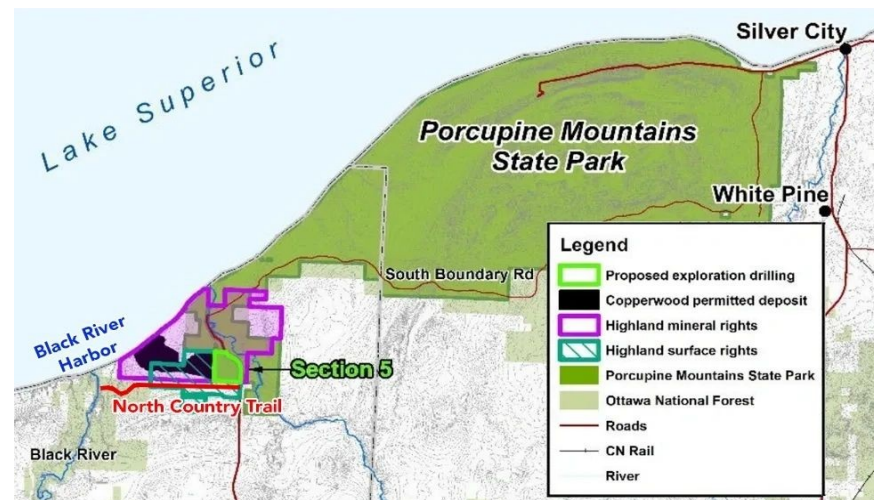 Silver City
Lake Superior
Porcupine Mountains
State Park
White Pine
South Boundary Rd
Black River
Harbor
Section 5
North Country Trail
Black River
Legend
Proposed exploration drilling
Copperwood permitted deposit
Highland mineral rights
Highland surface rights
Porcupine Mountains State Park
Ottawa National Forest
Roads
CN Rail
River